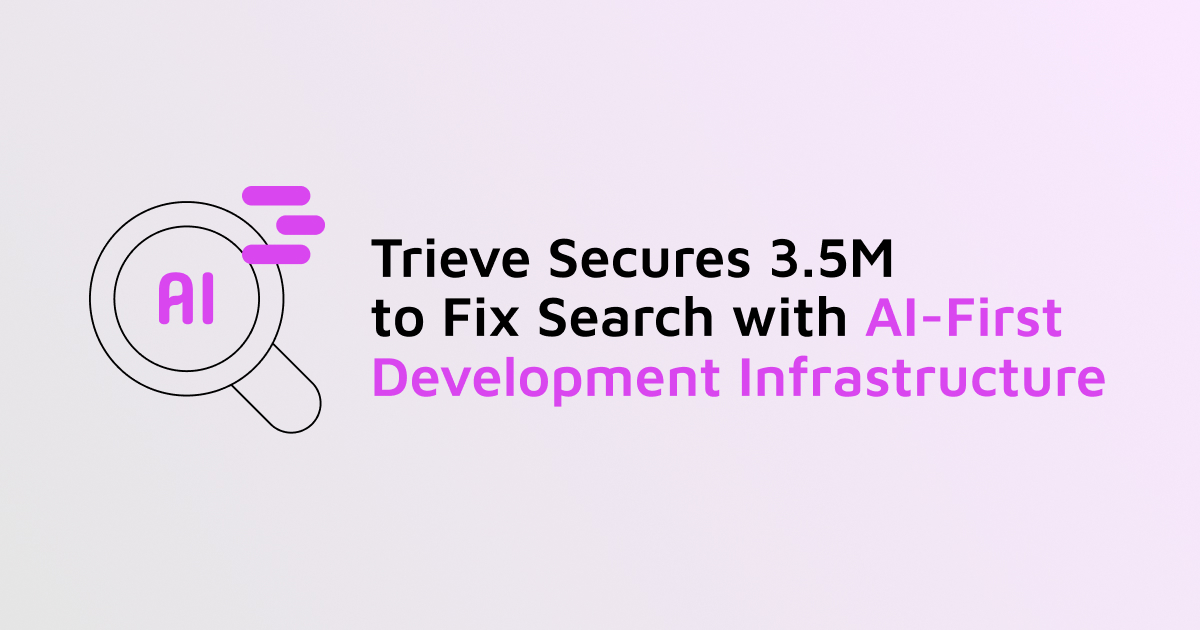 AI
Trieve Secures 3.5M
to Fix Search with AI-First
Development Infrastructure